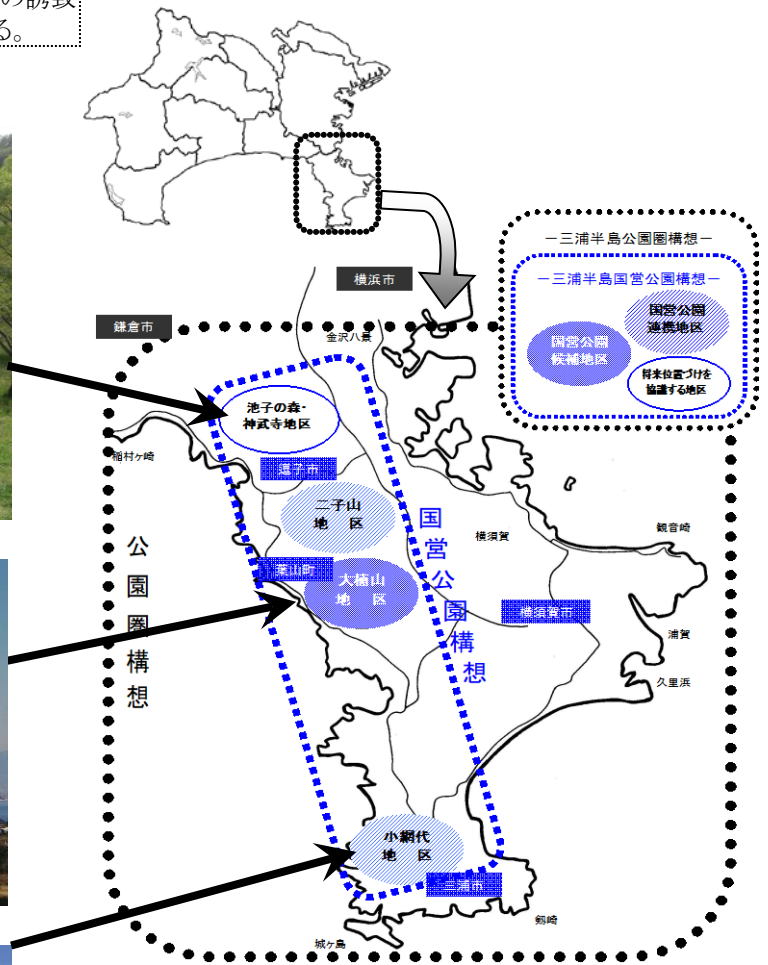 の誘致
る。
－三浦半島公園圏構想－
－三浦半島国営公園構想－
国営公園
連携地区
国営公園
候補地区
将来位置づけを
協議する地区
横浜市
鎌倉市
金沢八景
池子の森・
神武寺地区
稲村ヶ崎
逗子市
二子山
地　区
国営公園構想
横須賀
観音崎
公園圏構想
葉山町
大楠山
地　区
横須賀市
浦賀
久里浜
小網代
地　区
三浦市
剱崎
城ヶ島